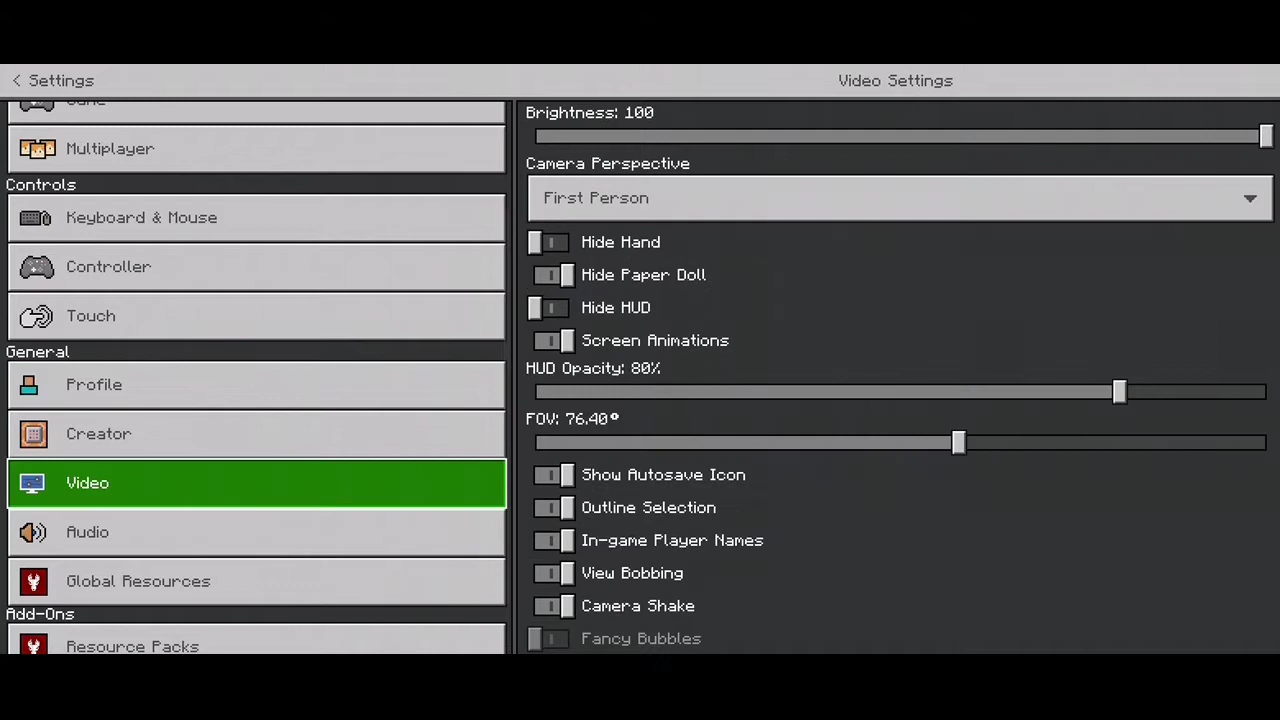 < Settings
Video Settings
Multiplayer
Controls
Keyboard & Mouse
Controller
Touch
General
Profile
Creator
Video
Audio
Global Resources
Add-Ons
Resource Packs
Brightness: 100
Camera Perspective
First Person
Hide Hand
Hide Paper Doll
Hide HUD
Screen Animations
HUD Opacity: 80%
FOV: 76.40°
Show Autosave Icon
Outline Selection
In-game Player Names
View Bobbing
Camera Shake
Fancy Bubbles